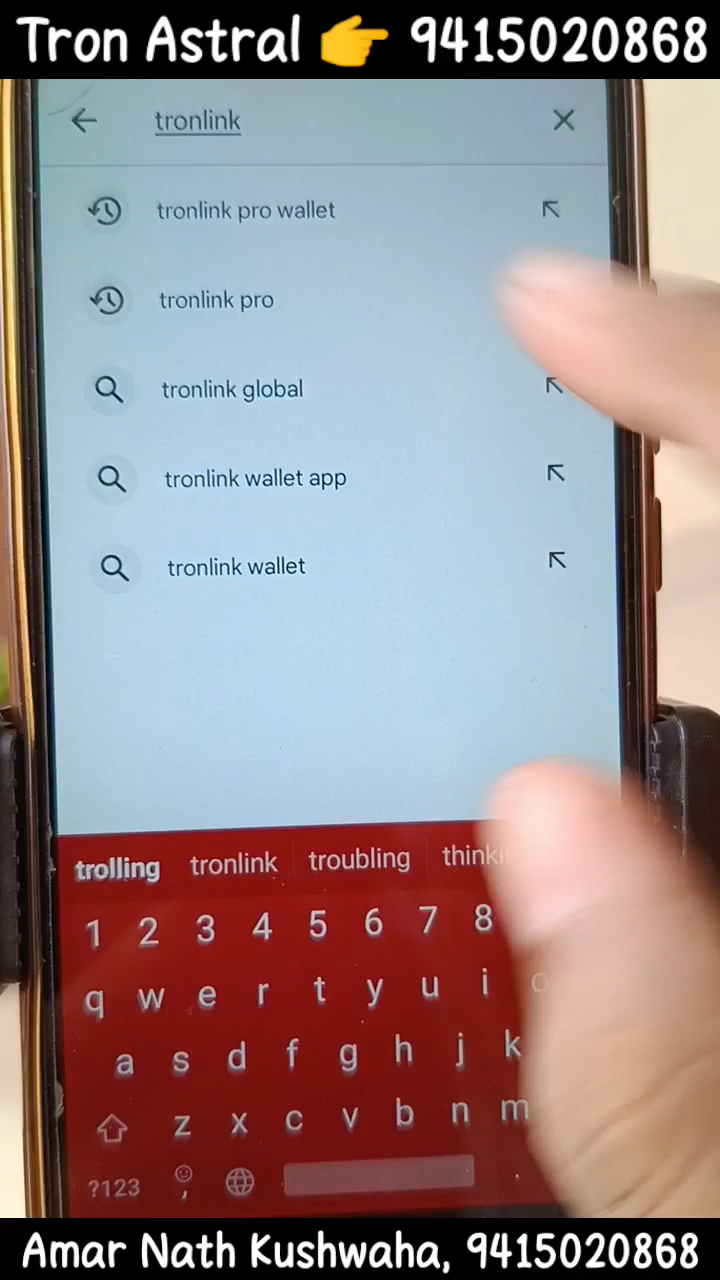 Tron Astral 👉 9415020868
tronlink
tronlink pro wallet
tronlink pro
tronlink global
tronlink wallet app
tronlink wallet
trolling tronlink troubling
1 2 3 4 5 6 7 8
q w e r t y u i o
a s d f g h j k
z x c v b n m
?123 , .
Amar Nath Kushwaha, 9415020868